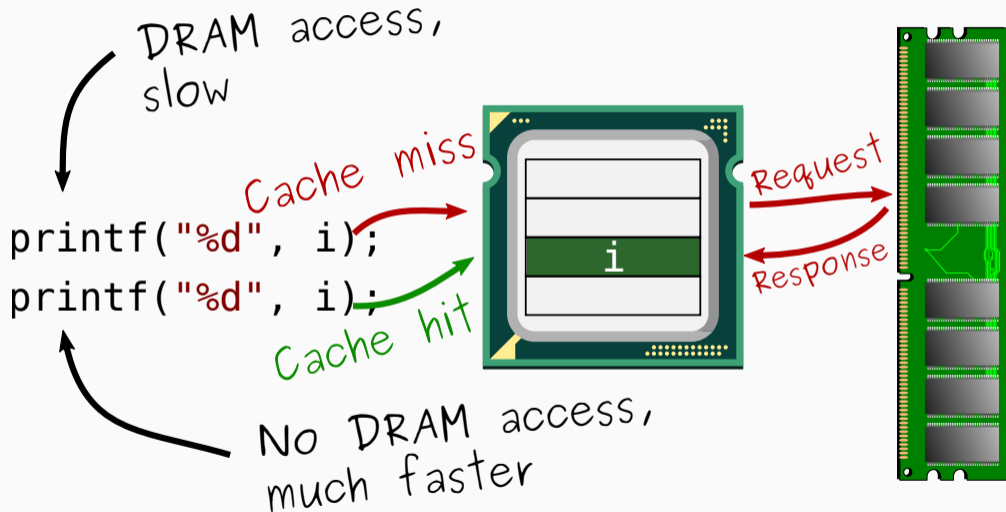 DRAM access,
slow
Cache miss
printf("%d", i);
printf("%d", i);
Cache hit
No DRAM access,
much faster
i
Request
Response